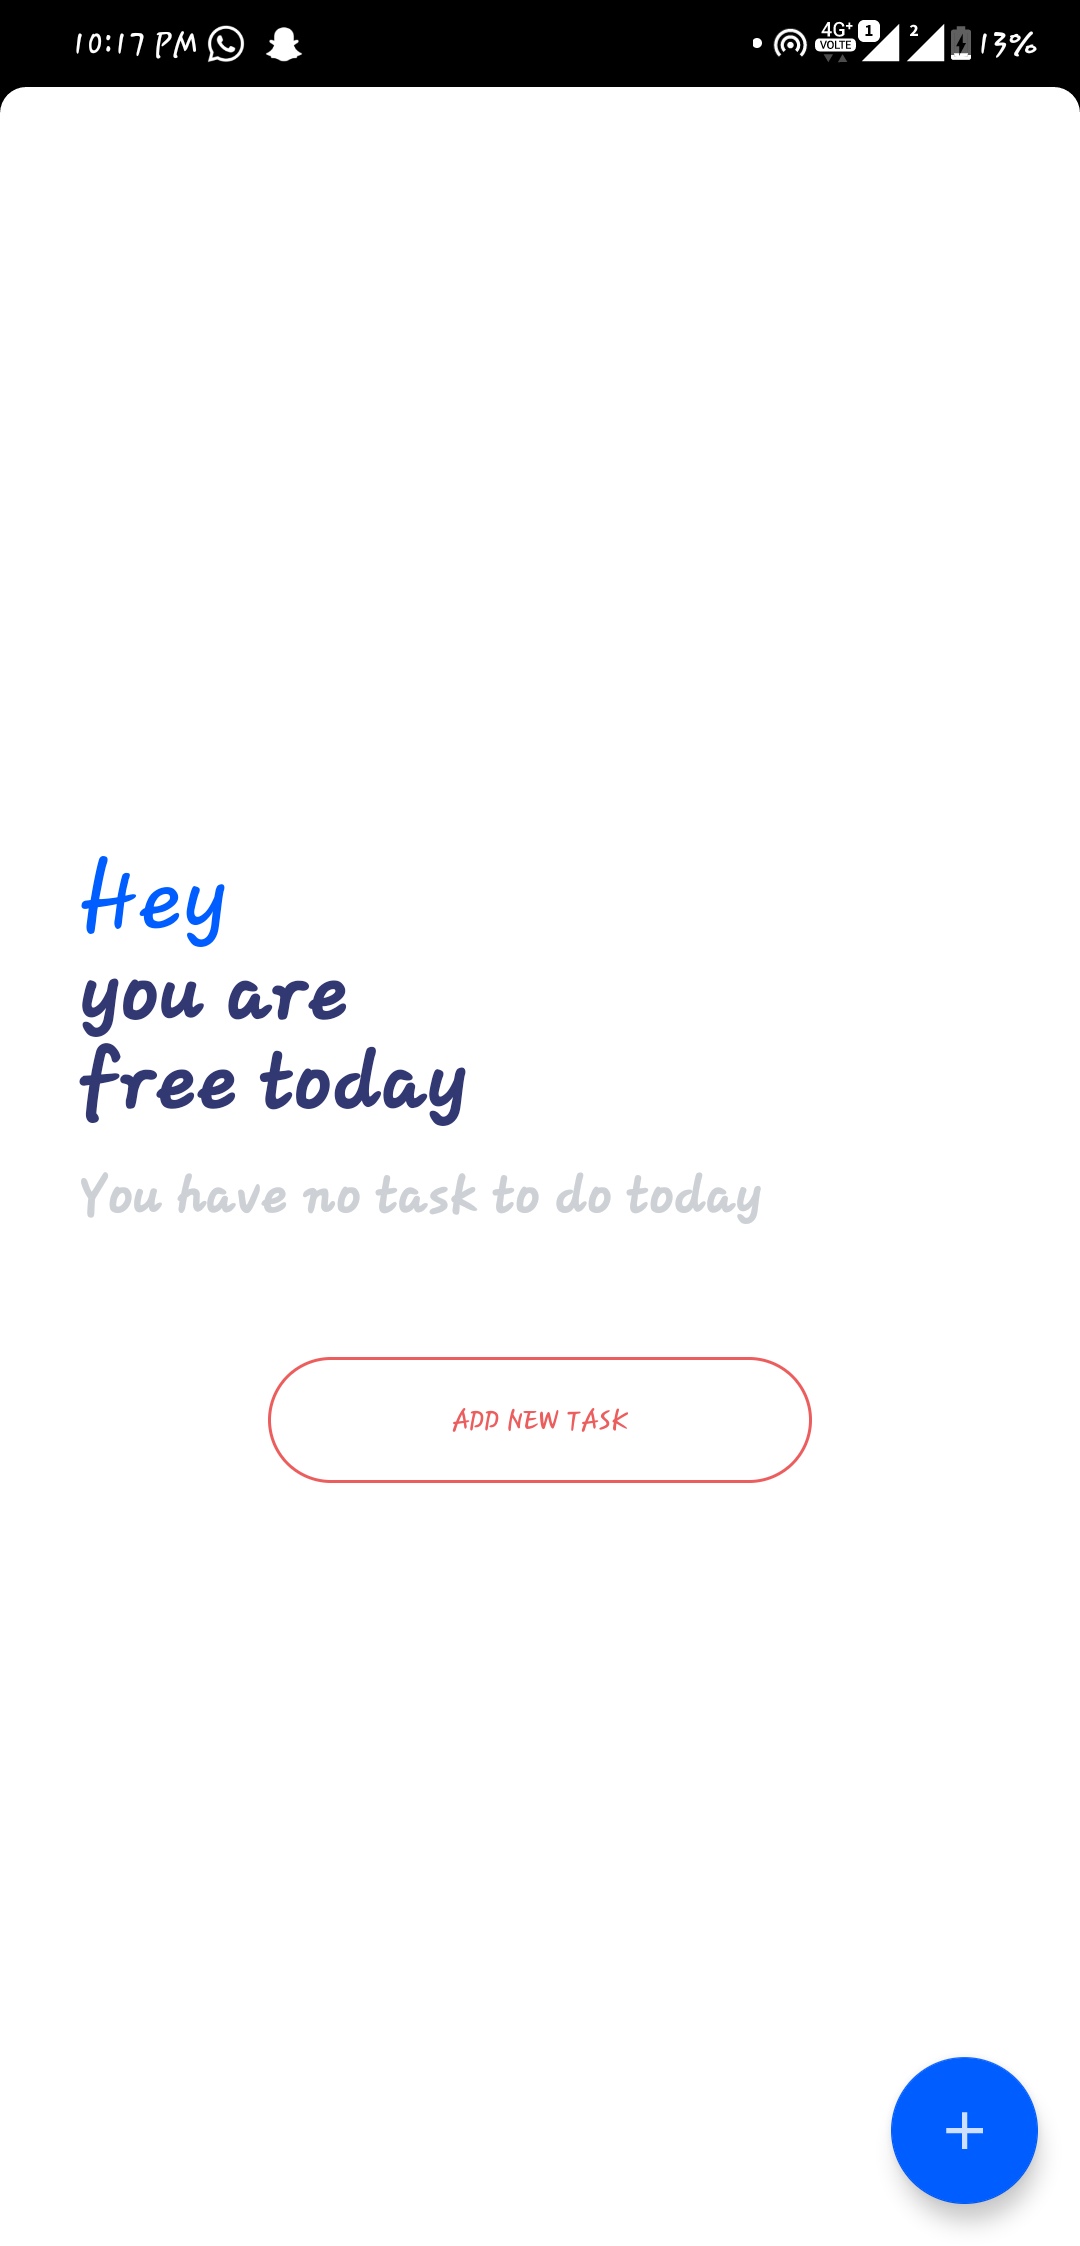 10:17 PM 4G+ VOLTE 1 2 13%
Hey
you are
free today
You have no task to do today
ADD NEW TASK